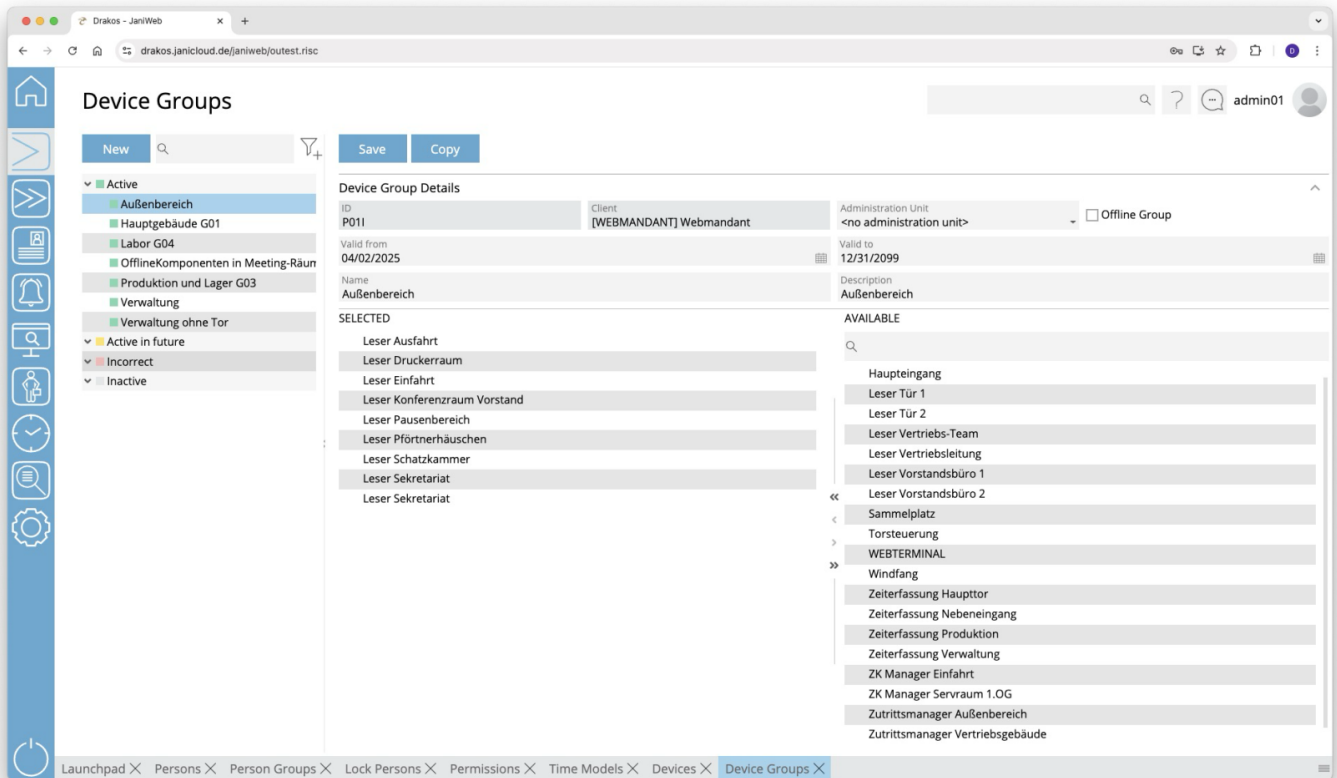 Drakos - JaniWeb
drakos.janicloud.de/janiweb/outest.risc
D
Device Groups
admin01
New
Save
Copy
Active
Außenbereich
Hauptgebäude G01
Labor G04
OfflineKomponenten in Meeting-Räum
Produktion und Lager G03
Verwaltung
Verwaltung ohne Tor
Active in future
Incorrect
Inactive
Device Group Details
ID
P01I
Client
[WEBMANDANT] Webmandant
Administration Unit
<no administration unit>
Offline Group
Valid from
04/02/2025
Valid to
12/31/2099
Name
Außenbereich
Description
Außenbereich
SELECTED
Leser Ausfahrt
Leser Druckerraum
Leser Einfahrt
Leser Konferenzraum Vorstand
Leser Pausenbereich
Leser Pförtnerhäuschen
Leser Schatzkammer
Leser Sekretariat
Leser Sekretariat
AVAILABLE
Haupteingang
Leser Tür 1
Leser Tür 2
Leser Vertriebs-Team
Leser Vertriebsleitung
Leser Vorstandsbüro 1
Leser Vorstandsbüro 2
Sammelplatz
Torsteuerung
WEBTERMINAL
Windfang
Zeiterfassung Haupttor
Zeiterfassung Nebeneingang
Zeiterfassung Produktion
Zeiterfassung Verwaltung
ZK Manager Einfahrt
ZK Manager Servraum 1.OG
Zutrittsmanager Außenbereich
Zutrittsmanager Vertriebsgebäude
Launchpad Persons Person Groups Lock Persons Permissions Time Models Devices Device Groups